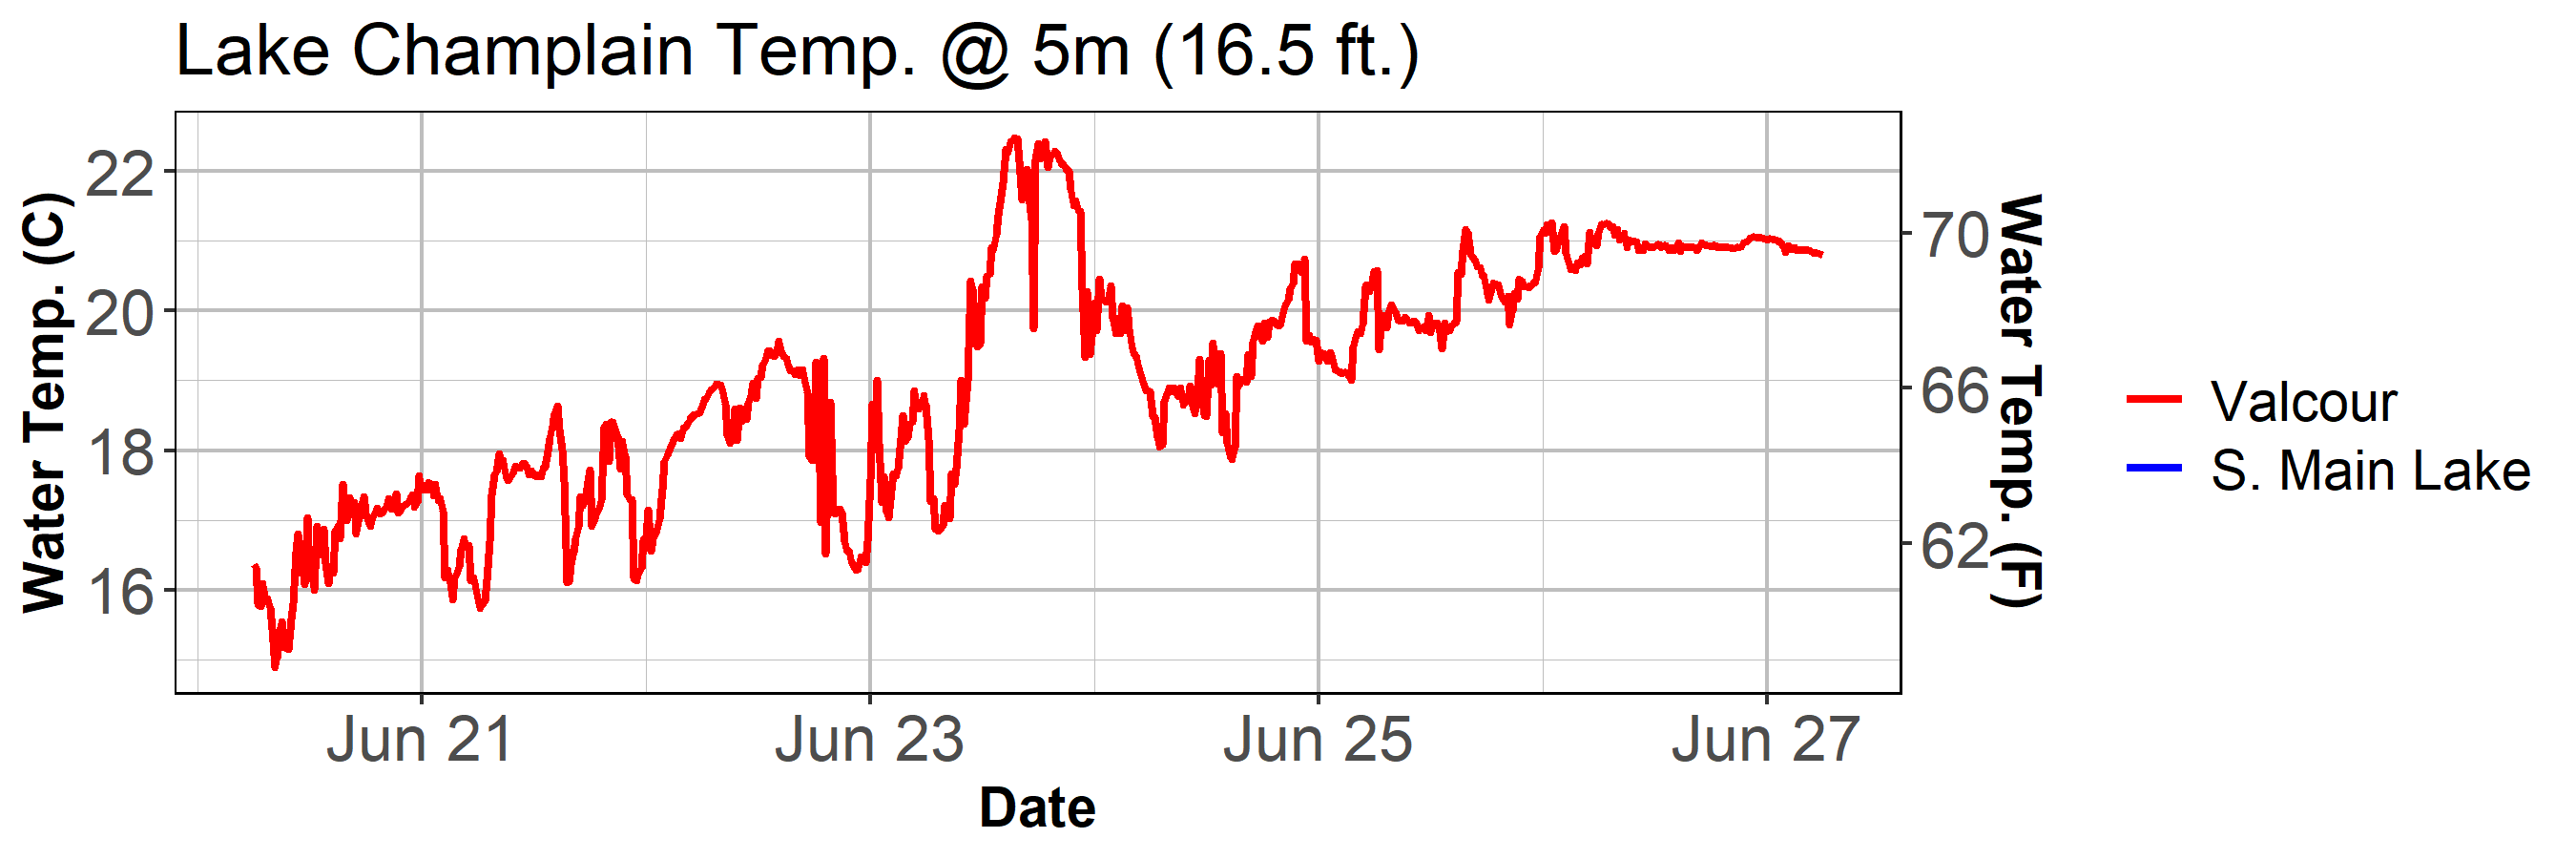 Lake Champlain Temp. @ 5m (16.5 ft.)
Water Temp. (C)
22
20
18
16
70
66
62
Water Temp. (F)
Jun 21
Jun 23
Jun 25
Jun 27
Date
Valcour
S. Main Lake